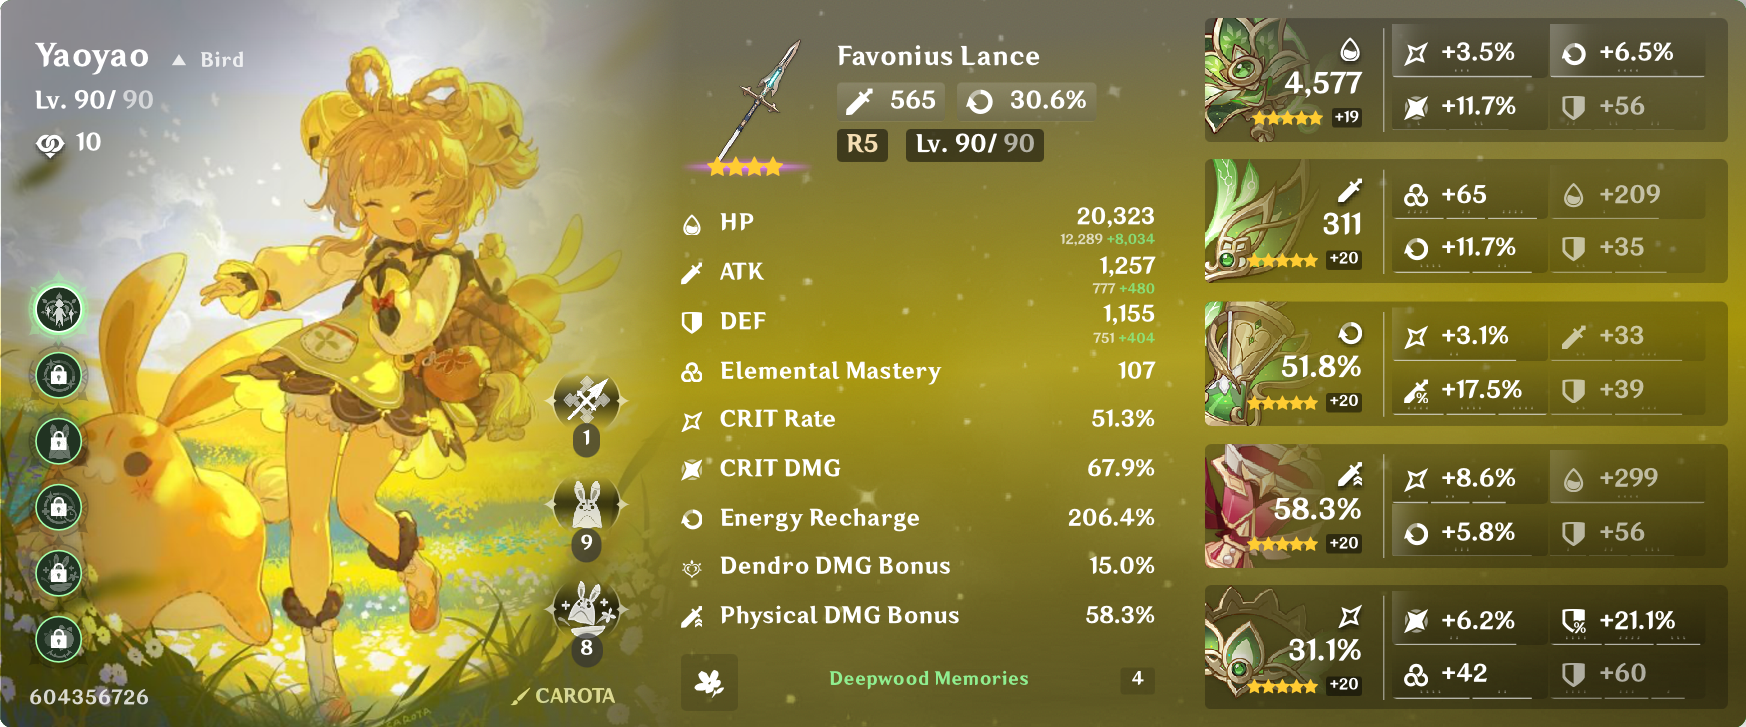 Yaoyao Bird
Lv. 90/ 90
10
1
9
8
604356726
CAROTA
CAROTA
Favonius Lance
565 30.6%
R5 Lv. 90/ 90
HP 20,323
12,289 +8,034
ATK 1,257
777 +480
DEF 1,155
751 +404
Elemental Mastery 107
CRIT Rate 51.3%
CRIT DMG 67.9%
Energy Recharge 206.4%
Dendro DMG Bonus 15.0%
Physical DMG Bonus 58.3%
Deepwood Memories 4
4,577
+19
+3.5% +6.5%
+11.7% +56
311
+20
+65 +209
+11.7% +35
51.8%
+20
+3.1% +33
+17.5% +39
58.3%
+20
+8.6% +299
+5.8% +56
31.1%
+20
+6.2% +21.1%
+42 +60